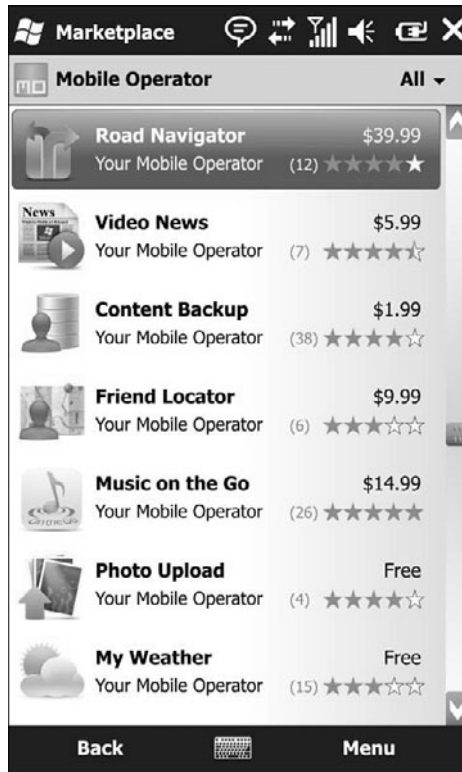 Marketplace
mo Mobile Operator All
Road Navigator $39.99
Your Mobile Operator (12)
News
Video News $5.99
Your Mobile Operator (7)
Content Backup $1.99
Your Mobile Operator (38)
Friend Locator $9.99
Your Mobile Operator (6)
Music on the Go $14.99
Your Mobile Operator (26)
Photo Upload Free
Your Mobile Operator (4)
My Weather Free
Your Mobile Operator (15)
Back Menu